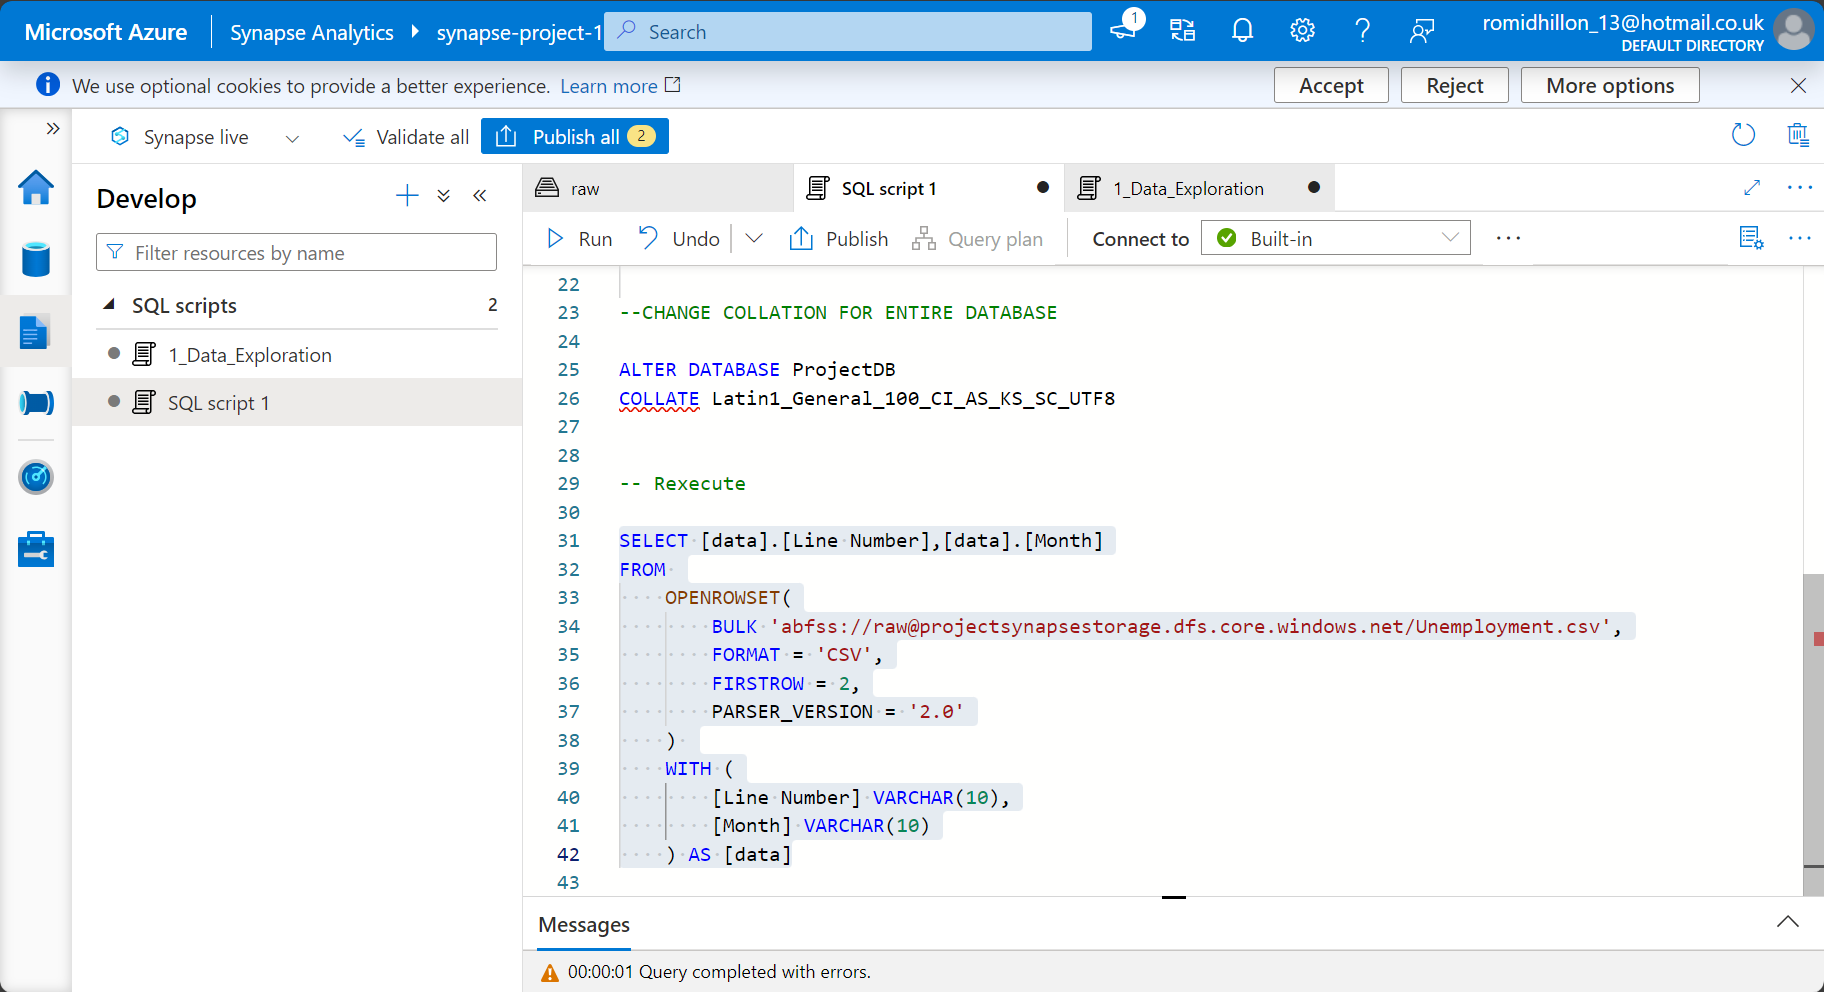 Microsoft Azure
Synapse Analytics
synapse-project-1
Search
1
romidhillon_13@hotmail.co.uk
DEFAULT DIRECTORY
We use optional cookies to provide a better experience. Learn more
Accept
Reject
More options
Synapse live
Validate all
Publish all 2
Develop
Filter resources by name
SQL scripts 2
1_Data_Exploration
SQL script 1
raw
SQL script 1
1_Data_Exploration
Run
Undo
Publish
Query plan
Connect to
Built-in
22
23 --CHANGE COLLATION FOR ENTIRE DATABASE
24
25 ALTER DATABASE ProjectDB
26 COLLATE Latin1_General_100_CI_AS_KS_SC_UTF8
27
28
29 -- Rexecute
30
31 SELECT [data].[Line Number],[data].[Month]
32 FROM
33 OPENROWSET(
34 BULK 'abfss://raw@projectsynapsestorage.dfs.core.windows.net/Unemployment.csv',
35 FORMAT = 'CSV',
36 FIRSTROW = 2,
37 PARSER_VERSION = '2.0'
38 )
39 WITH (
40 [Line Number] VARCHAR(10),
41 [Month] VARCHAR(10)
42 ) AS [data]
43
Messages
00:00:01 Query completed with errors.